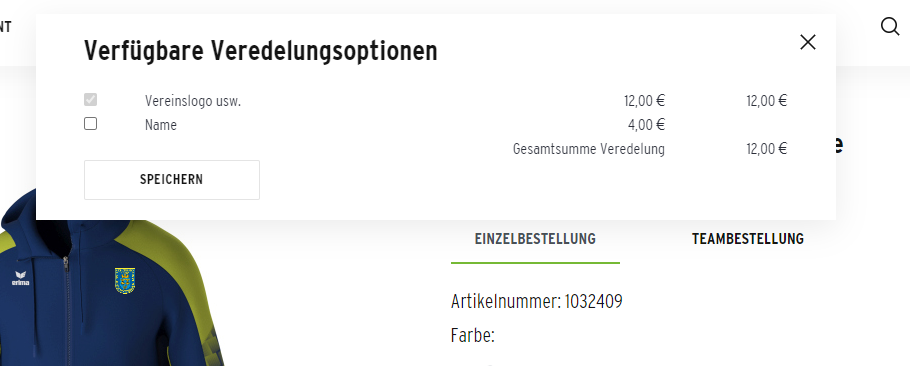 NT
Verfügbare Veredelungsoptionen
Vereinslogo usw. 12,00 € 12,00 €
Name 4,00 €
Gesamtsumme Veredelung 12,00 €
SPEICHERN
EINZELBESTELLUNG TEAMBESTELLUNG
erima
Artikelnummer: 1032409
Farbe: